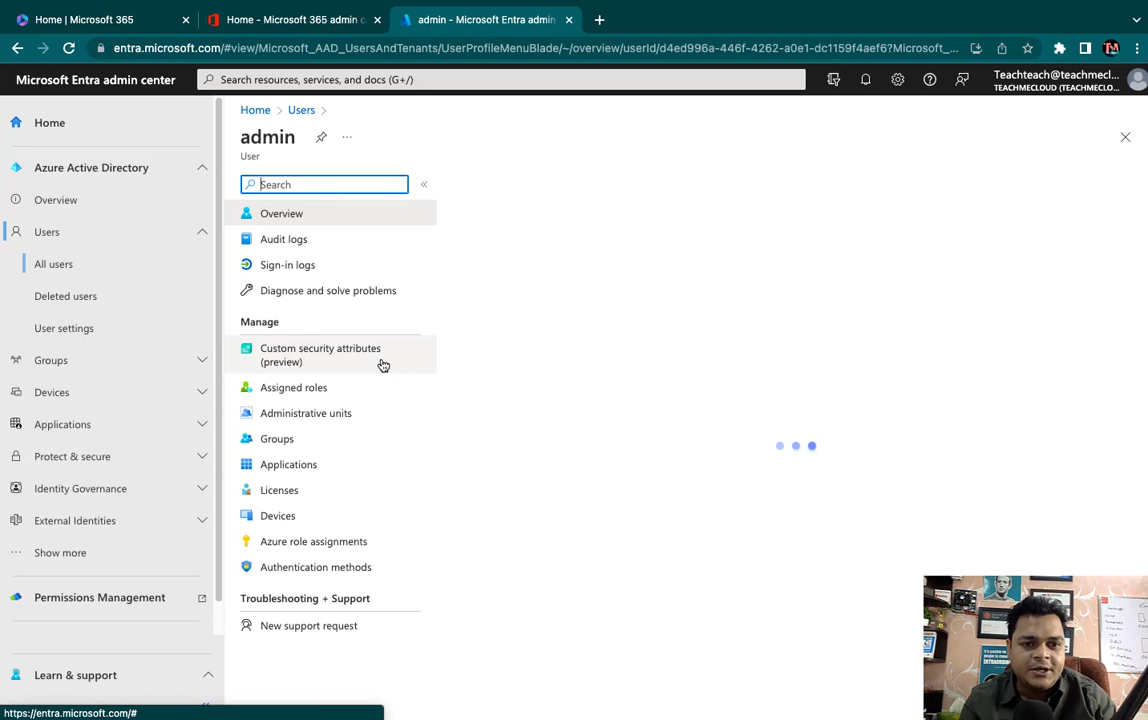 Home | Microsoft 365
Home - Microsoft 365 admin c
admin - Microsoft Entra admin
entra.microsoft.com/#view/Microsoft_AAD_UsersAndTenants/UserProfileMenuBlade/~/overview/userId/d4ed996a-446f-4262-a0e1-dc1159f4aef6?Microsoft_...
Microsoft Entra admin center
Search resources, services, and docs (G+/)
Teachteach@teachmecl...
TEACHMECLOUD (TEACHMECLO...
Home
Azure Active Directory
Overview
Users
All users
Deleted users
User settings
Groups
Devices
Applications
Protect & secure
Identity Governance
External Identities
Show more
Permissions Management
Learn & support
Home > Users >
admin
User
Search
Overview
Audit logs
Sign-in logs
Diagnose and solve problems
Manage
Custom security attributes
(preview)
Assigned roles
Administrative units
Groups
Applications
Licenses
Devices
Azure role assignments
Authentication methods
Troubleshooting + Support
New support request
https://entra.microsoft.com/#